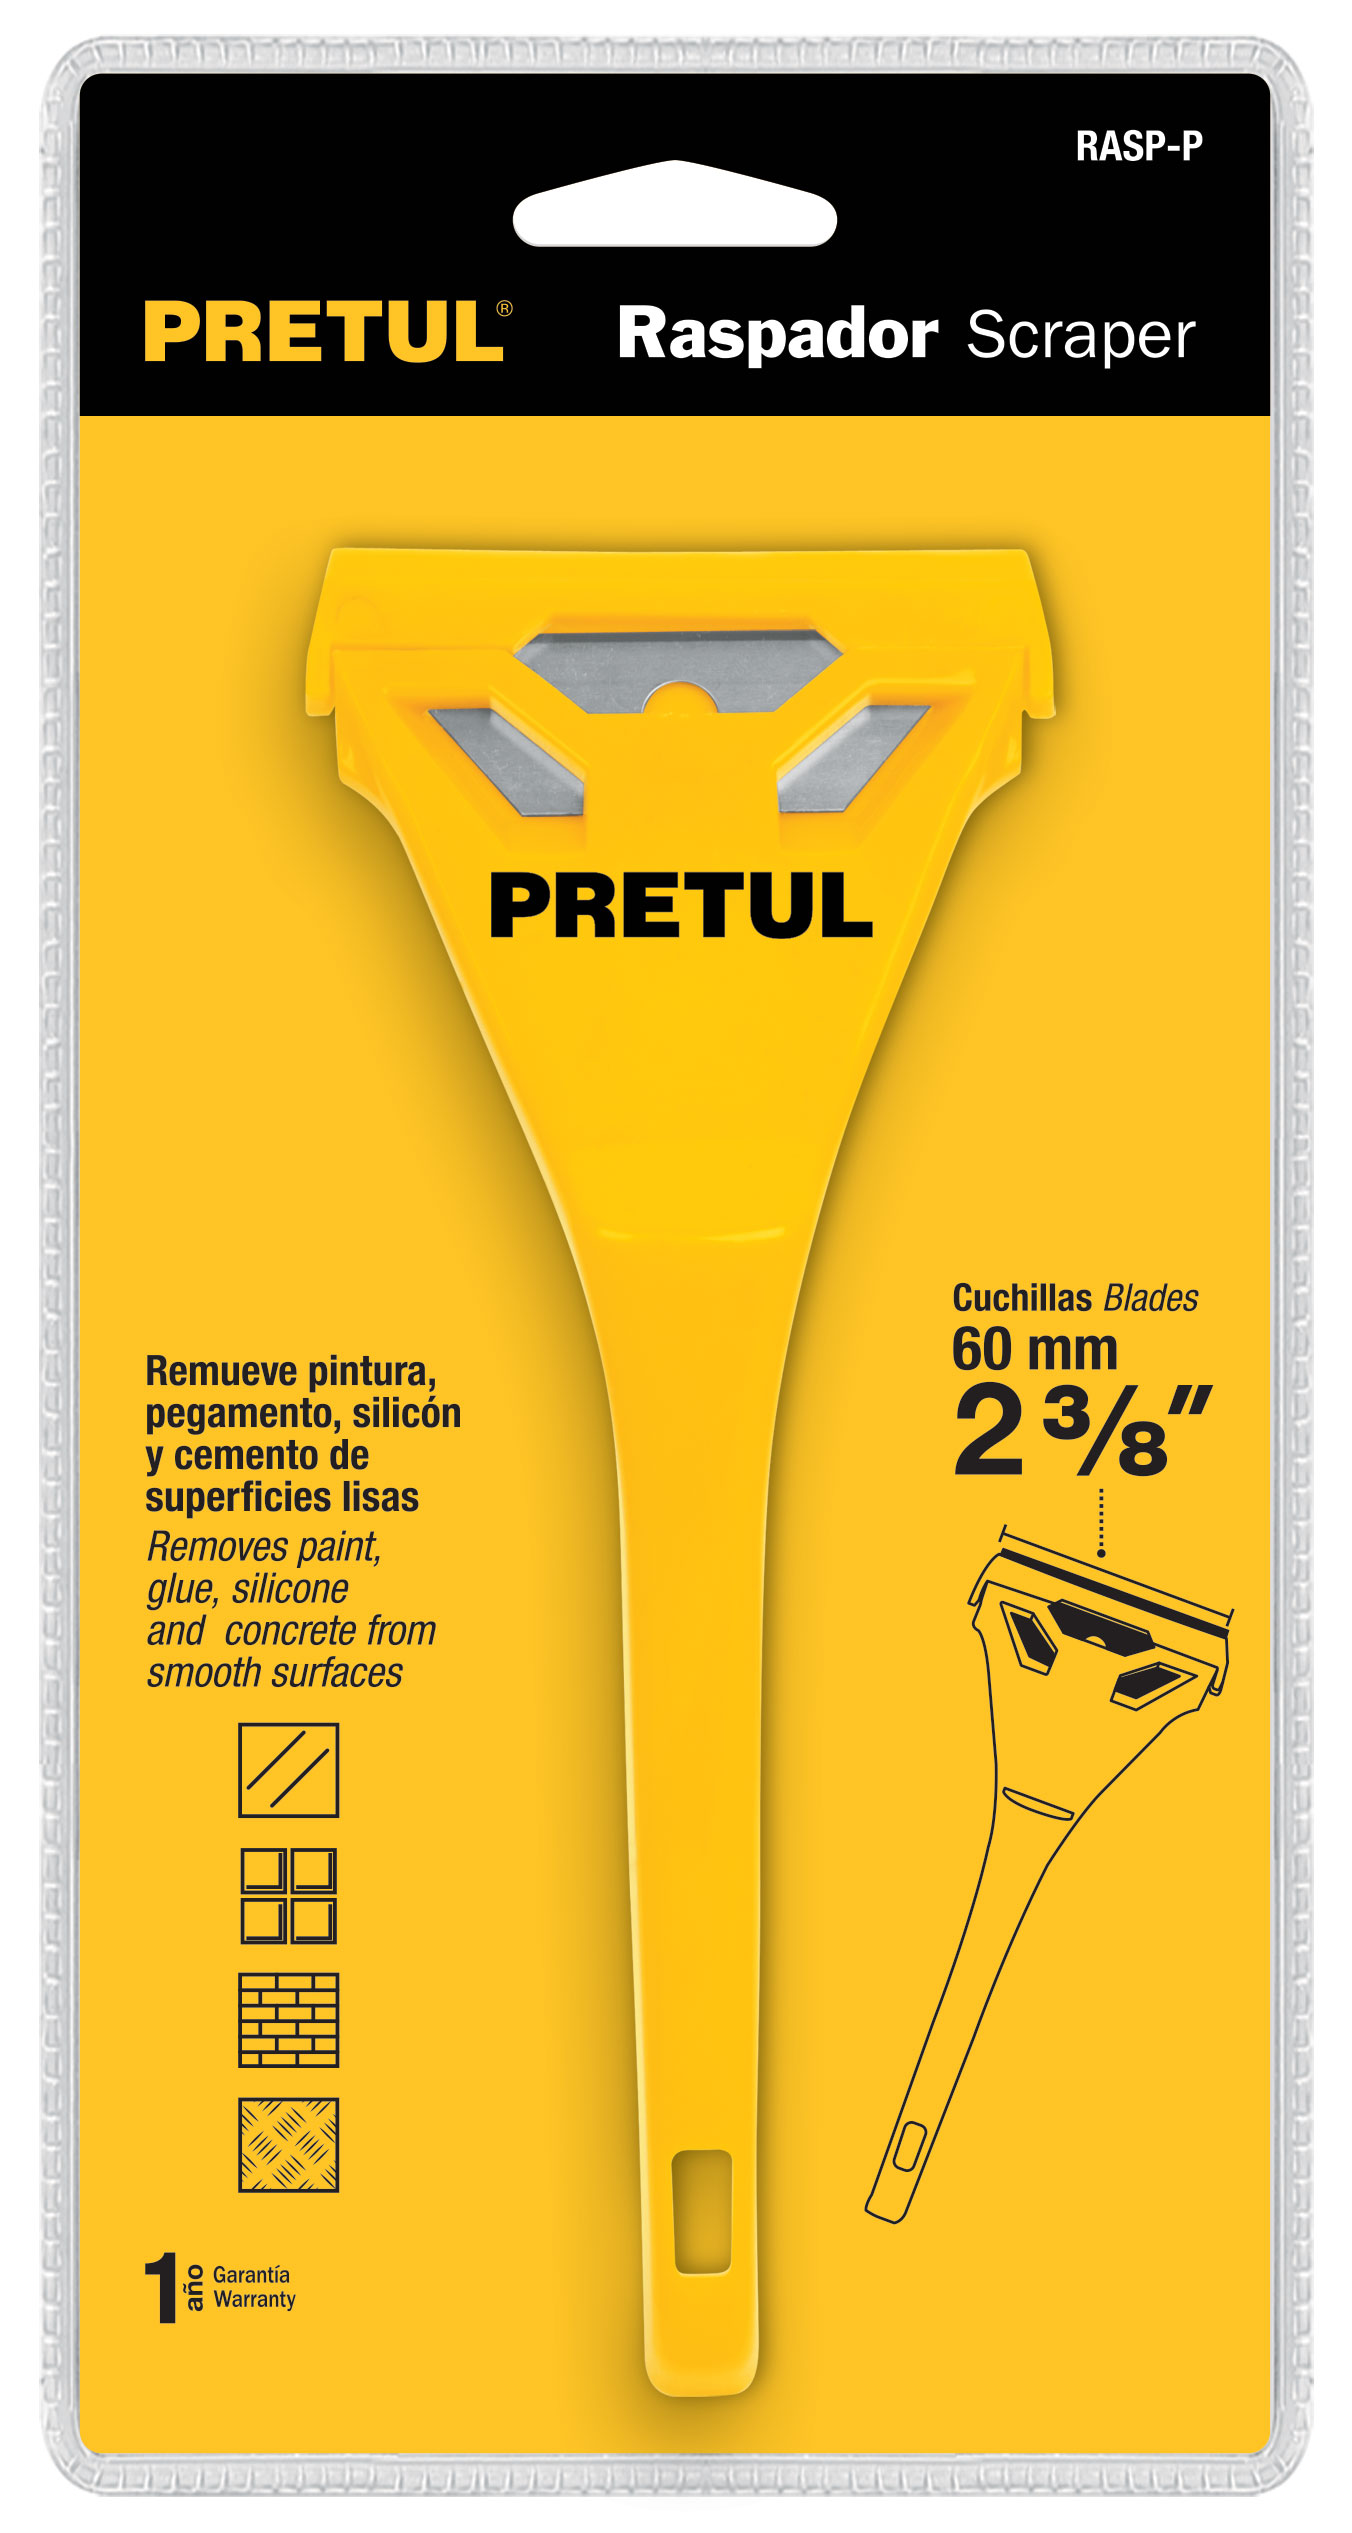 RASP-P
PRETUL®
Raspador Scraper
PRETUL
Cuchillas Blades
60 mm
2 3/8"
Remueve pintura,
pegamento, silicón
y cemento de
superficies lisas
Removes paint,
glue, silicone
and concrete from
smooth surfaces
1 año Garantía
Warranty